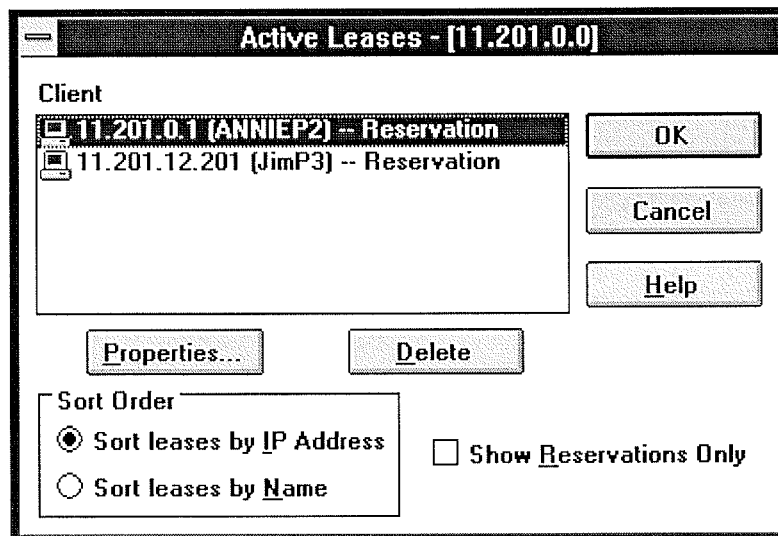 Active Leases - [11.201.0.0]
Client
11.201.0.1 (ANNIEP2) -- Reservation
11.201.12.201 (JimP3) -- Reservation
OK
Cancel
Help
Properties...
Delete
Sort Order
Sort leases by IP Address
Sort leases by Name
Show Reservations Only